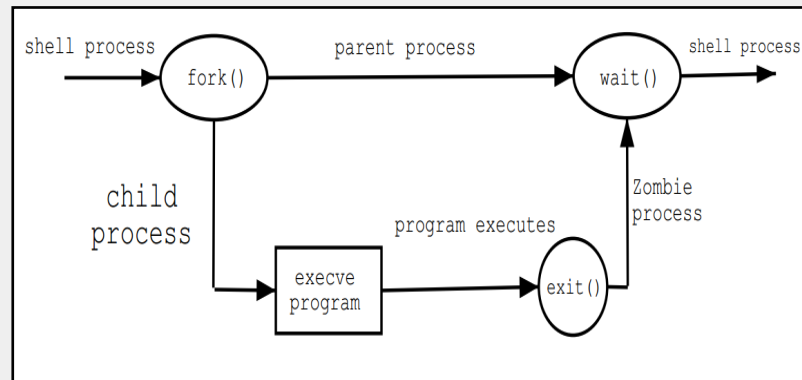 shell process
fork()
parent process
wait()
shell process
child
process
execve
program
program executes
exit()
Zombie
process